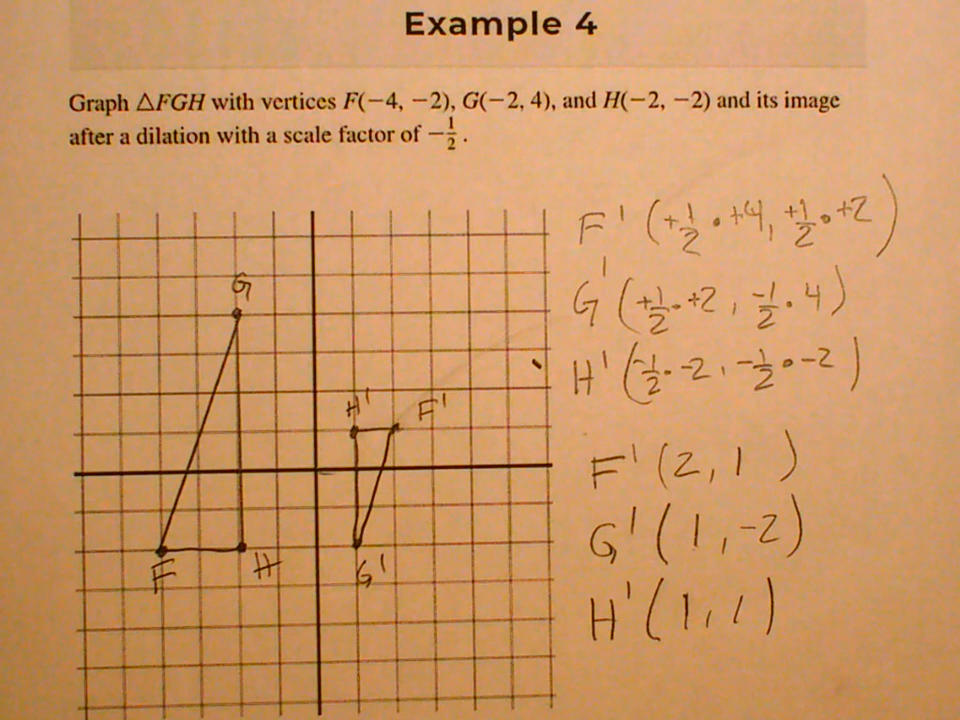 Example 4
Graph △FGH with vertices F(−4, −2), G(−2, 4), and H(−2, −2) and its image
after a dilation with a scale factor of −1/2 .
F' (+1/2 · +4, +1/2 · +2)
G' (+1/2 · +2, -1/2 · 4)
H' (-1/2 · -2, -1/2 · -2)
G
H' F'
F' (2, 1)
G' (1, -2)
F H G'
H' (1, 1)